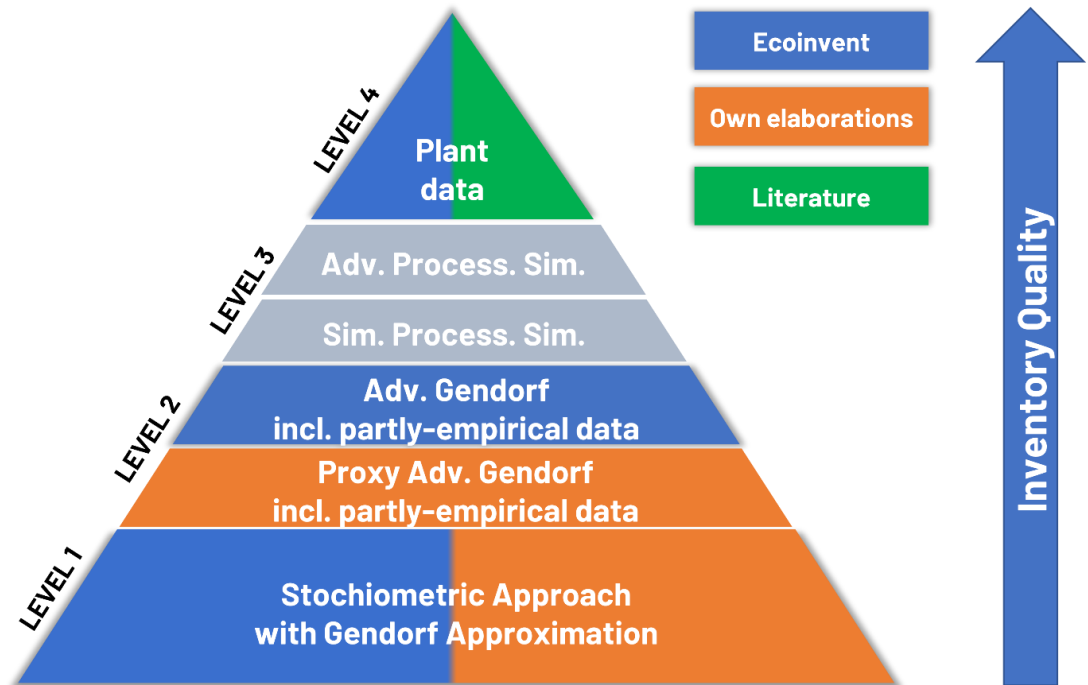 LEVEL 4
Plant
data
LEVEL 3
Adv. Process. Sim.
Sim. Process. Sim.
LEVEL 2
Adv. Gendorf
incl. partly-empirical data
Proxy Adv. Gendorf
incl. partly-empirical data
LEVEL 1
Stochiometric Approach
with Gendorf Approximation
Ecoinvent
Own elaborations
Literature
Inventory Quality